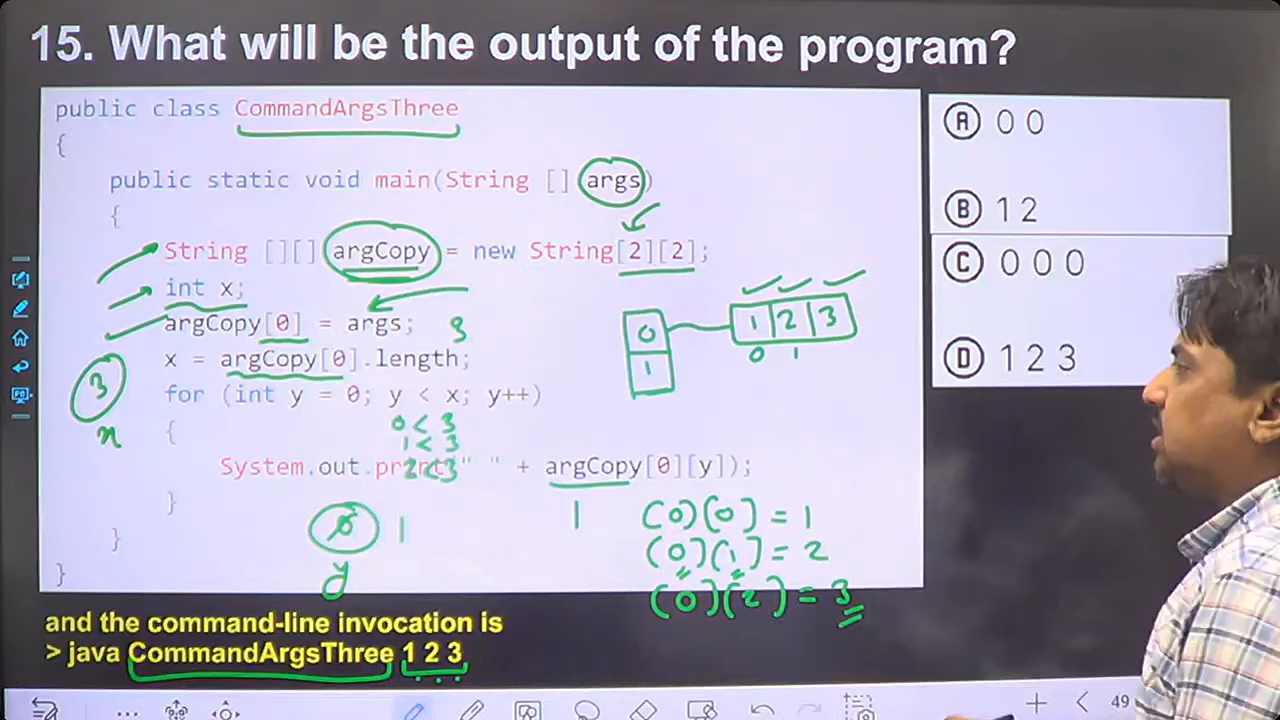 15. What will be the output of the program?
public class CommandArgsThree
{
public static void main(String [] args)
{
String [][] argCopy = new String[2][2];
int x;
argCopy[0] = args;
x = argCopy[0].length;
for (int y = 0; y < x; y++)
{
System.out.print(" " + argCopy[0][y]);
}
}
}
and the command-line invocation is
> java CommandArgsThree 1 2 3
A 0 0
B 1 2
C 0 0 0
D 1 2 3
3
3
x
0 < 3
1 < 3
2 < 3
0
1
1 2 3
0 1
0 1
y
1
(0)(0) = 1
(0)(1) = 2
(0)(2) = 3
49